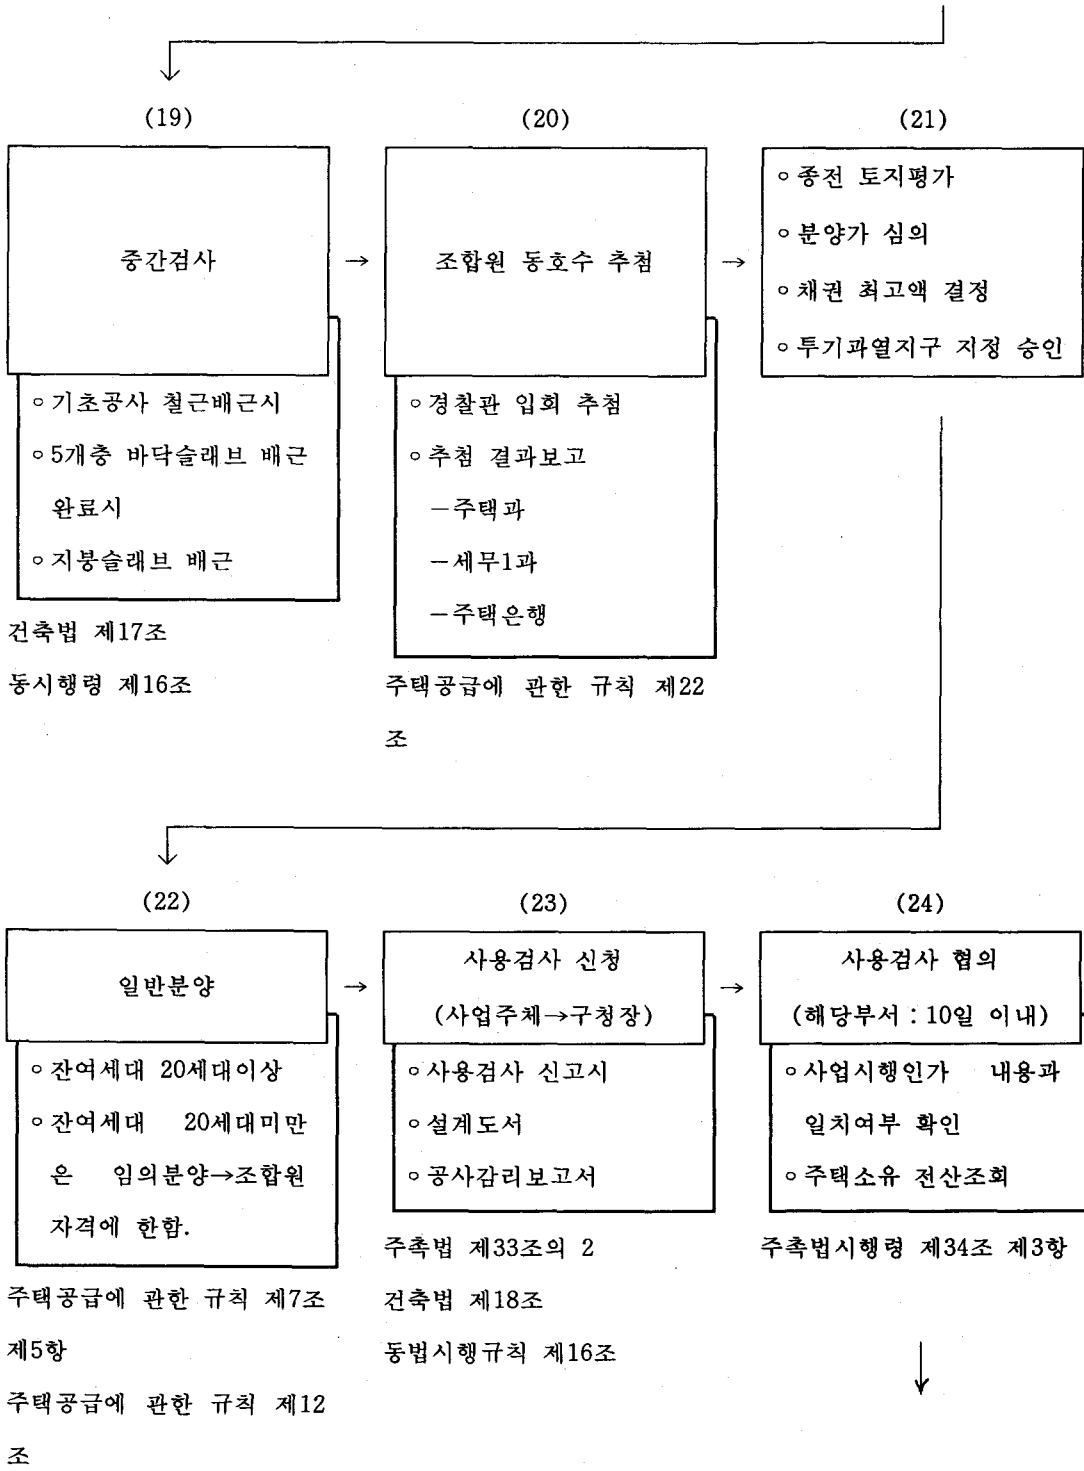 (19)
중간검사
→
ㅇ기초공사 철근배근시
ㅇ5개층 바닥슬래브 배근
완료시
ㅇ지붕슬래브 배근
건축법 제17조
동시행령 제16조
(20)
조합원 동호수 추첨
→
ㅇ경찰관 입회 추첨
ㅇ추첨 결과보고
－주택과
－세무1과
－주택은행
주택공급에 관한 규칙 제22
조
(21)
ㅇ종전 토지평가
ㅇ분양가 심의
ㅇ채권 최고액 결정
ㅇ투기과열지구 지정 승인
(22)
일반분양
→
ㅇ잔여세대 20세대이상
ㅇ잔여세대 20세대미만
은 임의분양→조합원
자격에 한함.
주택공급에 관한 규칙 제7조
제5항
주택공급에 관한 규칙 제12
조
(23)
사용검사 신청
(사업주체→구청장)
→
ㅇ사용검사 신고시
ㅇ설계도서
ㅇ공사감리보고서
주촉법 제33조의 2
건축법 제18조
동법시행규칙 제16조
(24)
사용검사 협의
(해당부서 : 10일 이내)
ㅇ사업시행인가 내용과
일치여부 확인
ㅇ주택소유 전산조회
주촉법시행령 제34조 제3항